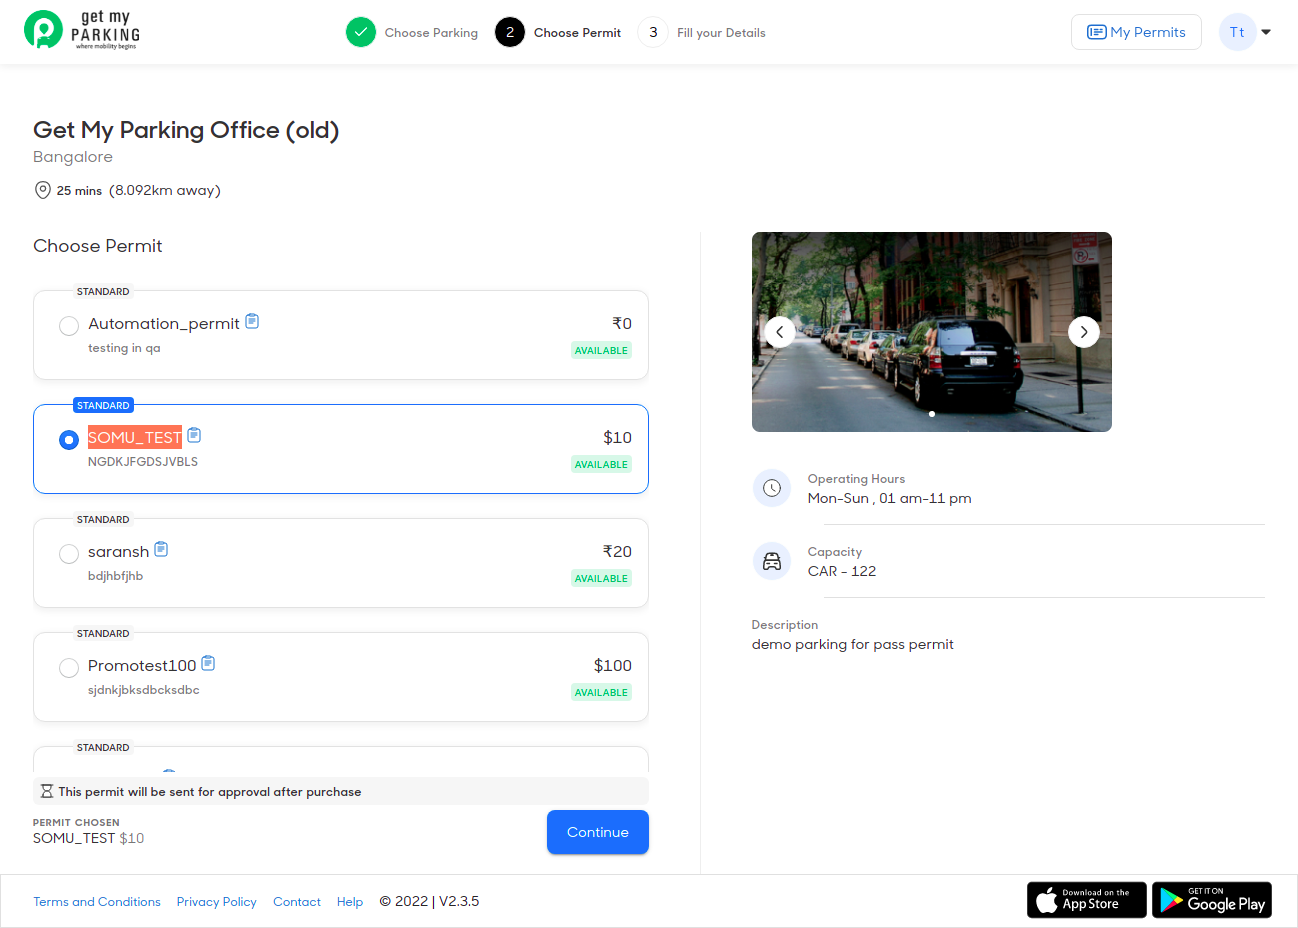 get my
PARKING
where mobility begins
Choose Parking
2
Choose Permit
3
Fill your Details
My Permits
Tt
Get My Parking Office (old)
Bangalore
25 mins (8.092km away)
Choose Permit
STANDARD
Automation_permit
₹0
testing in qa
AVAILABLE
STANDARD
SOMU_TEST
$10
NGDKJFGDSJVBLS
AVAILABLE
STANDARD
saransh
₹20
bdjhbfjhb
AVAILABLE
STANDARD
Promotest100
$100
sjdnkjbksdbcksdbc
AVAILABLE
STANDARD
This permit will be sent for approval after purchase
PERMIT CHOSEN
SOMU_TEST $10
Continue
Operating Hours
Mon-Sun , 01 am-11 pm
Capacity
CAR - 122
Description
demo parking for pass permit
Terms and Conditions
Privacy Policy
Contact
Help
© 2022 | V2.3.5
Download on the
App Store
GET IT ON
Google Play